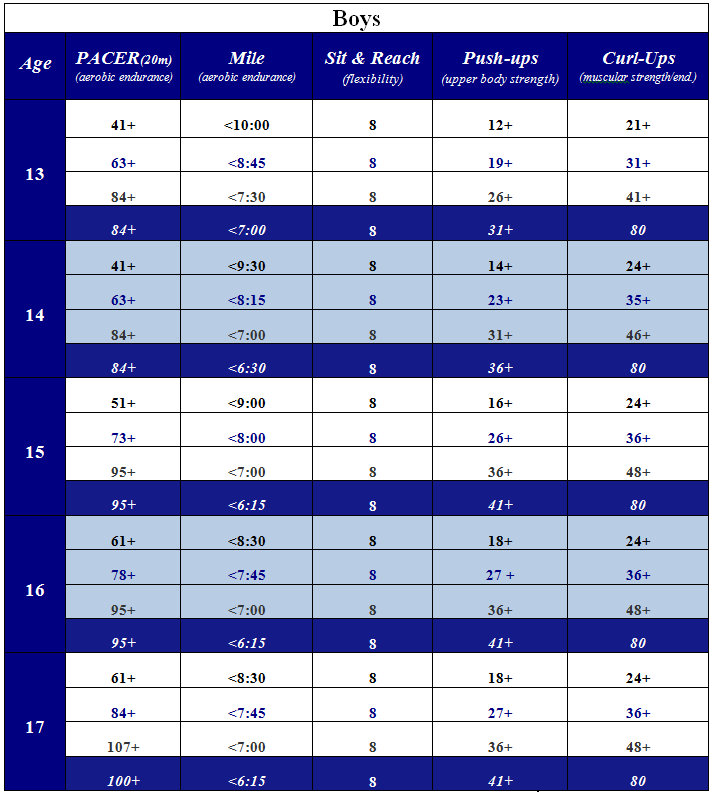 Boys
Age PACER(20m) (aerobic endurance) Mile (aerobic endurance) Sit & Reach (flexibility) Push-ups (upper body strength) Curl-Ups (muscular strength/end.)
13
41+ <10:00 8 12+ 21+
63+ <8:45 8 19+ 31+
84+ <7:30 8 26+ 41+
84+ <7:00 8 31+ 80
14
41+ <9:30 8 14+ 24+
63+ <8:15 8 23+ 35+
84+ <7:00 8 31+ 46+
84+ <6:30 8 36+ 80
15
51+ <9:00 8 16+ 24+
73+ <8:00 8 26+ 36+
95+ <7:00 8 36+ 48+
95+ <6:15 8 41+ 80
16
61+ <8:30 8 18+ 24+
78+ <7:45 8 27 + 36+
95+ <7:00 8 36+ 48+
95+ <6:15 8 41+ 80
17
61+ <8:30 8 18+ 24+
84+ <7:45 8 27+ 36+
107+ <7:00 8 36+ 48+
100+ <6:15 8 41+ 80